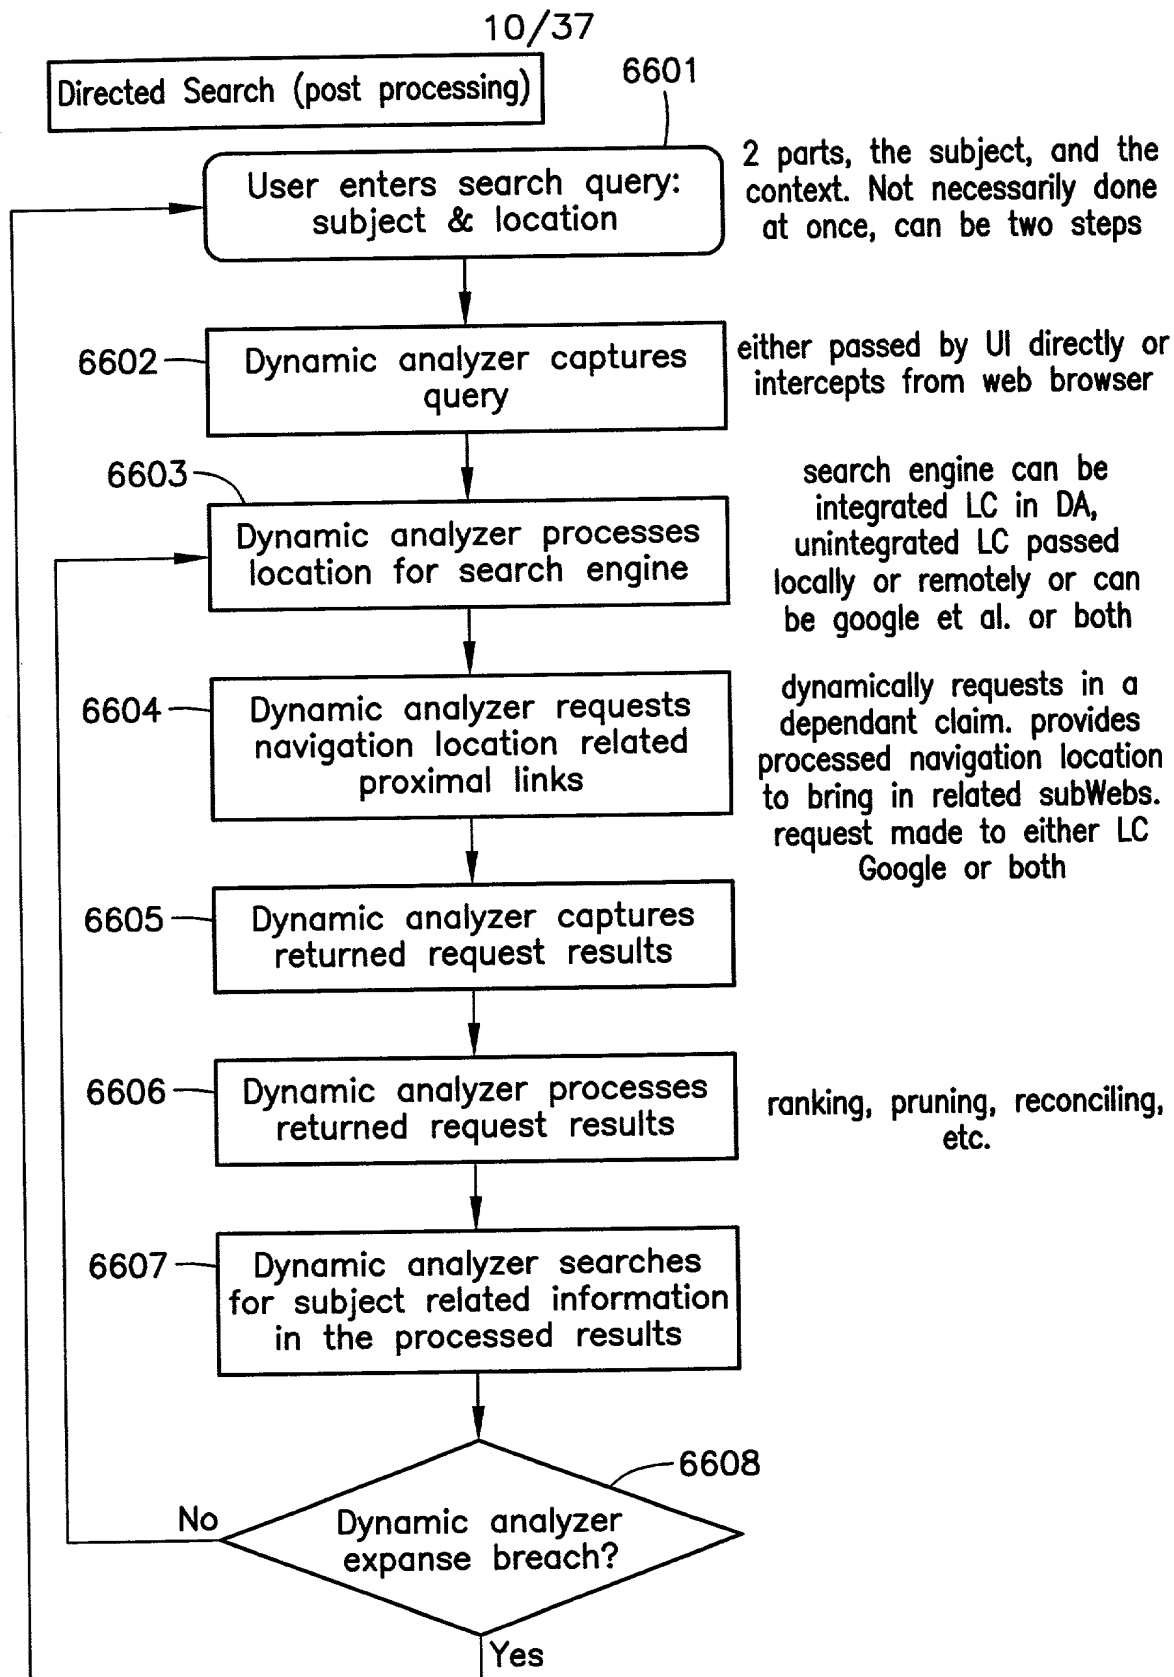 10/37
Directed Search (post processing)
6601
User enters search query:
subject & location
2 parts, the subject, and the
context. Not necessarily done
at once, can be two steps
6602
Dynamic analyzer captures
query
either passed by UI directly or
intercepts from web browser
6603
Dynamic analyzer processes
location for search engine
search engine can be
integrated LC in DA,
unintegrated LC passed
locally or remotely or can
be google et al. or both
6604
Dynamic analyzer requests
navigation location related
proximal links
dynamically requests in a
dependant claim. provides
processed navigation location
to bring in related subWebs.
request made to either LC
Google or both
6605
Dynamic analyzer captures
returned request results
6606
Dynamic analyzer processes
returned request results
ranking, pruning, reconciling,
etc.
6607
Dynamic analyzer searches
for subject related information
in the processed results
6608
No
Dynamic analyzer
expanse breach?
Yes